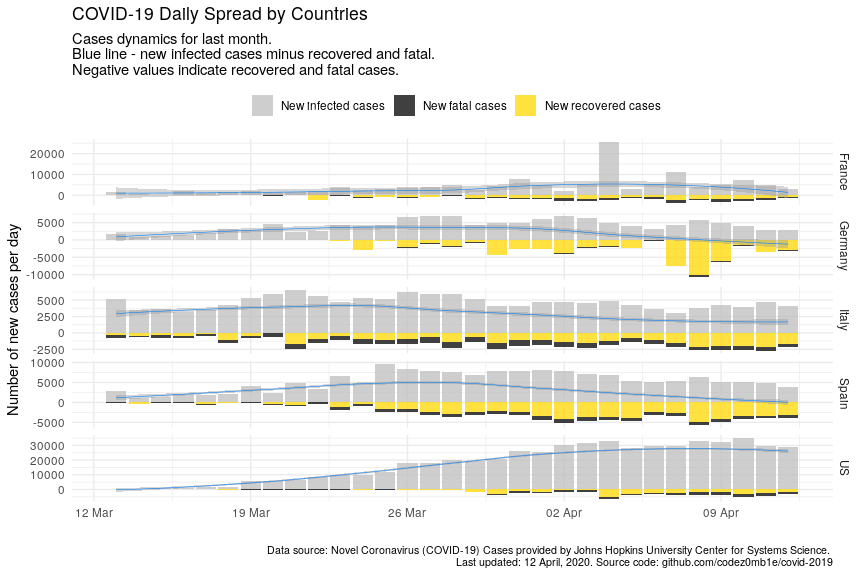 COVID-19 Daily Spread by Countries
Cases dynamics for last month.
Blue line - new infected cases minus recovered and fatal.
Negative values indicate recovered and fatal cases.
New infected cases New fatal cases New recovered cases
Number of new cases per day
20000
10000
0
France
5000
0
-5000
-10000
Germany
5000
2500
0
-2500
Italy
10000
5000
0
-5000
Spain
30000
20000
10000
0
US
12 Mar 19 Mar 26 Mar 02 Apr 09 Apr
Data source: Novel Coronavirus (COVID-19) Cases provided by Johns Hopkins University Center for Systems Science.
Last updated: 12 April, 2020. Source code: github.com/codez0mb1e/covid-2019